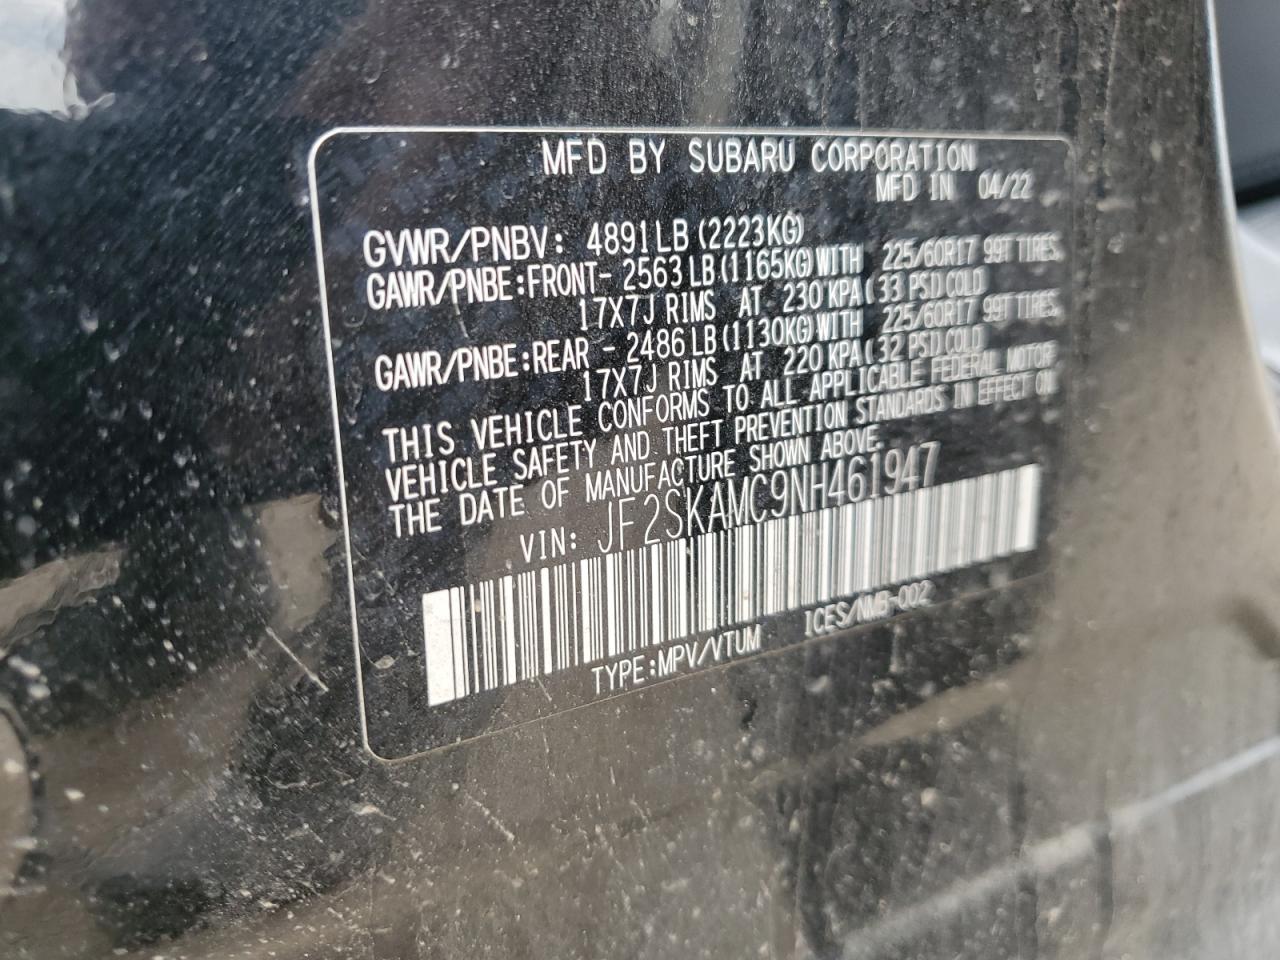 MFD BY SUBARU CORPORATION
MFD IN 04/22
GVWR/PNBV: 4891LB (2223KG)
GAWR/PNBE:FRONT- 2563 LB (1165KG) WITH 225/60R17 99T TIRES,
17X7J RIMS AT 230 KPA( 33 PSI) COLD
GAWR/PNBE:REAR - 2486 LB (1130KG) WITH 225/60R17 99T TIRES,
17X7J RIMS AT 220 KPA( 32 PSI) COLD
THIS VEHICLE CONFORMS TO ALL APPLICABLE FEDERAL MOTOR
VEHICLE SAFETY AND THEFT PREVENTION STANDARDS IN EFFECT ON
THE DATE OF MANUFACTURE SHOWN ABOVE.
VIN: JF2SKAMC9NH461947
TYPE:MPV/VTUM ICES/NMB-002